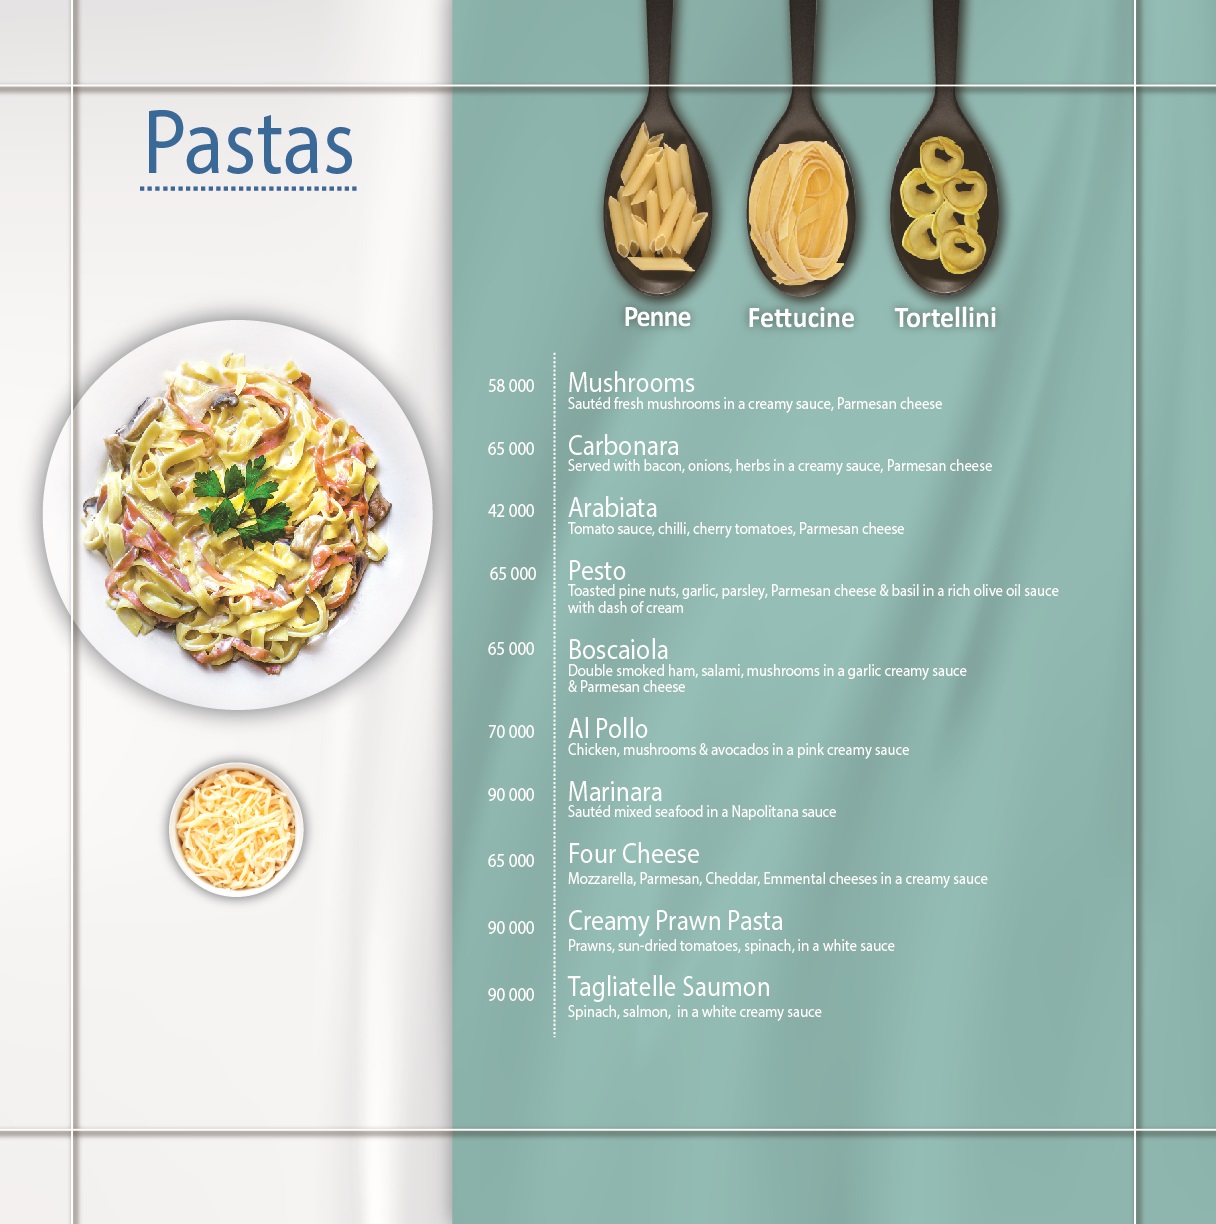 Pastas
Penne
Fettucine
Tortellini
58 000
Mushrooms
Sautéd fresh mushrooms in a creamy sauce, Parmesan cheese
65 000
Carbonara
Served with bacon, onions, herbs in a creamy sauce, Parmesan cheese
42 000
Arabiata
Tomato sauce, chilli, cherry tomatoes, Parmesan cheese
65 000
Pesto
Toasted pine nuts, garlic, parsley, Parmesan cheese & basil in a rich olive oil sauce
with dash of cream
65 000
Boscaiola
Double smoked ham, salami, mushrooms in a garlic creamy sauce
& Parmesan cheese
70 000
Al Pollo
Chicken, mushrooms & avocados in a pink creamy sauce
90 000
Marinara
Sautéd mixed seafood in a Napolitana sauce
65 000
Four Cheese
Mozzarella, Parmesan, Cheddar, Emmental cheeses in a creamy sauce
90 000
Creamy Prawn Pasta
Prawns, sun-dried tomatoes, spinach, in a white sauce
90 000
Tagliatelle Saumon
Spinach, salmon, in a white creamy sauce